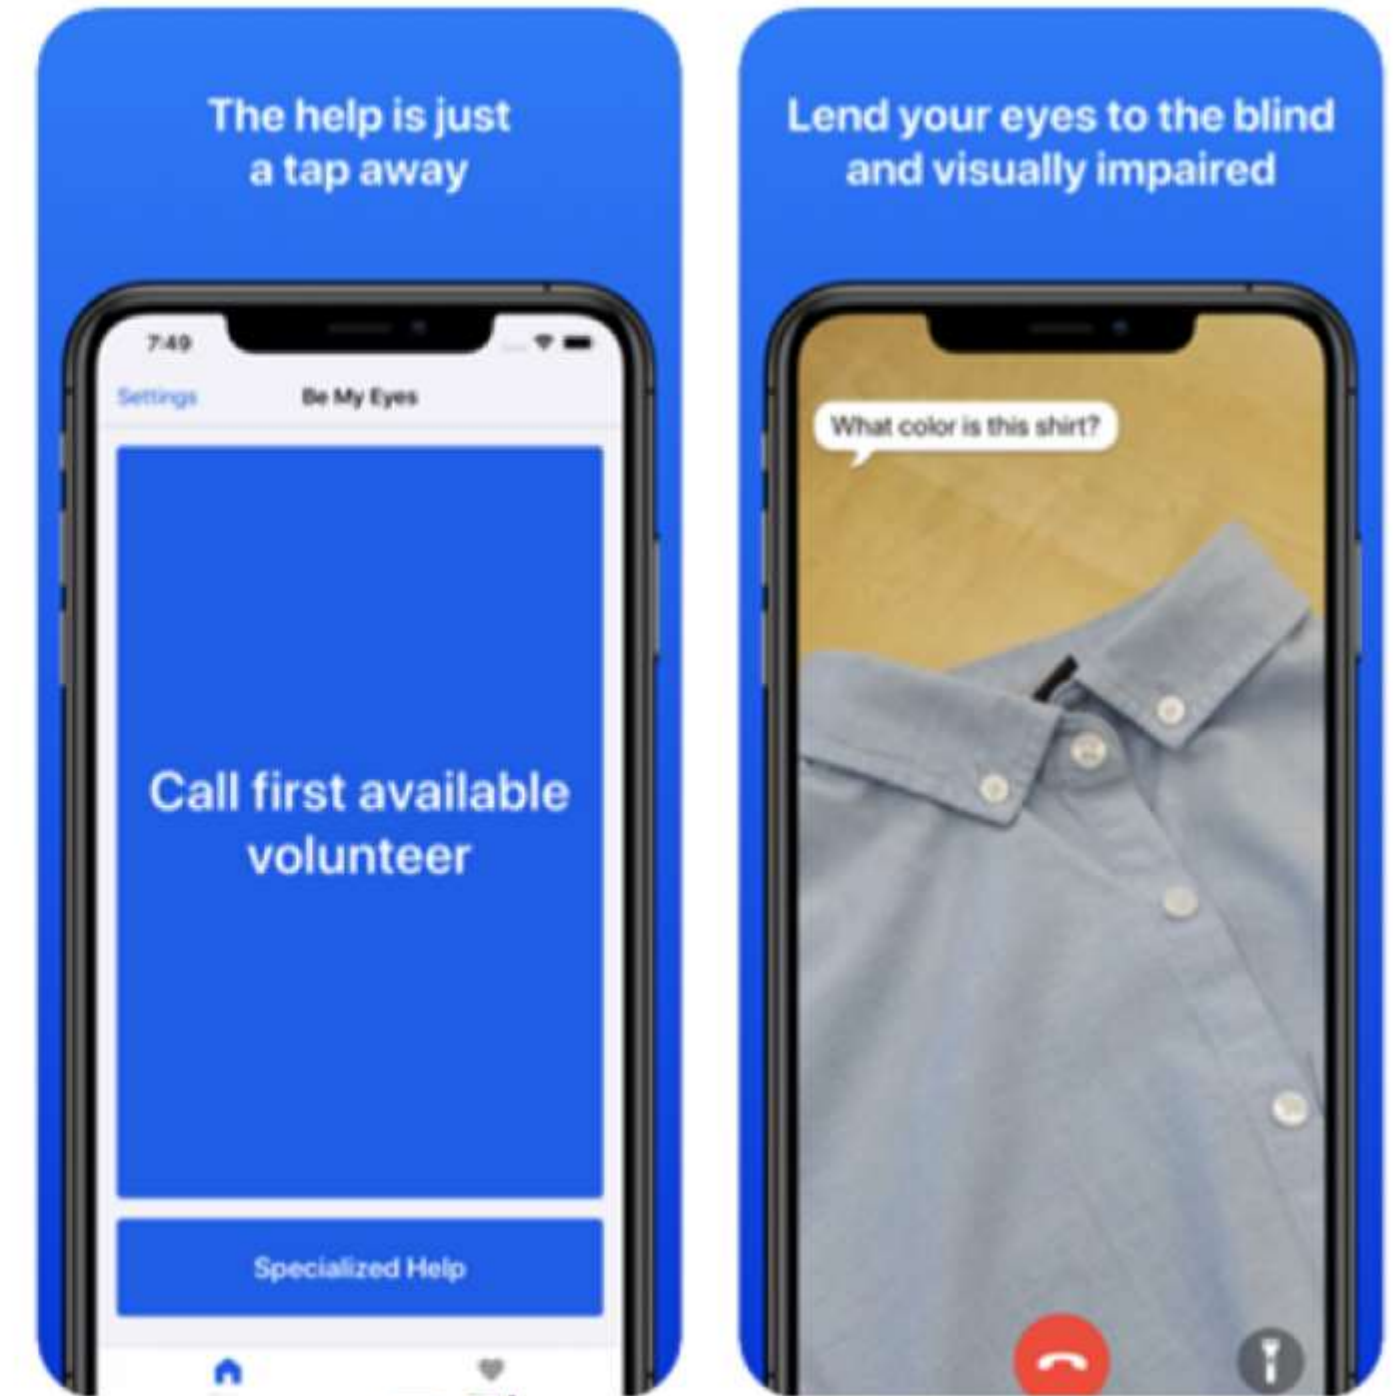 The help is just
a tap away
7:49
Settings
Be My Eyes
Call first available
volunteer
Specialized Help
Lend your eyes to the blind
and visually impaired
What color is this shirt?